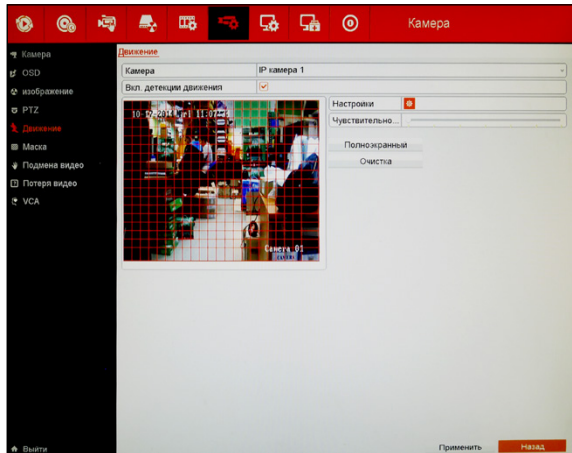 Камера
Камера
OSD
изображение
PTZ
Движение
Маска
Подмена видео
Потеря видео
VCA
Выйти
Движение
Камера IP камера 1
Вкл. детекции движения
Camera 01
Настройки
Чувствительно...
Полноэкранный
Очистка
Применить Назад